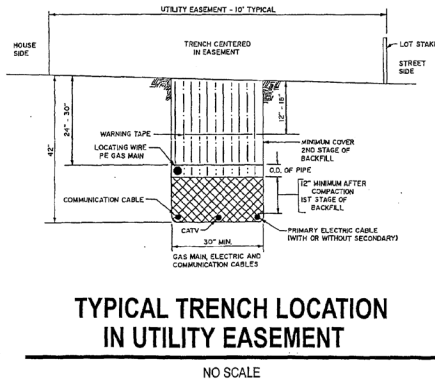 UTILITY EASEMENT - 10' TYPICAL
HOUSE
SIDE
TRENCH CENTERED
IN EASEMENT
LOT STAKE
STREET
SIDE
42"
24" - 30"
12" - 18"
WARNING TAPE
LOCATING WIRE
PE GAS MAIN
MINIMUM COVER
2ND STAGE OF
BACKFILL
O.D. OF PIPE
12" MINIMUM AFTER
COMPACTION
1ST STAGE OF
BACKFILL
COMMUNICATION CABLE
CATV
PRIMARY ELECTRIC CABLE
(WITH OR WITHOUT SECONDARY)
30" MIN.
GAS MAIN, ELECTRIC AND
COMMUNICATION CABLES
TYPICAL TRENCH LOCATION
IN UTILITY EASEMENT
NO SCALE